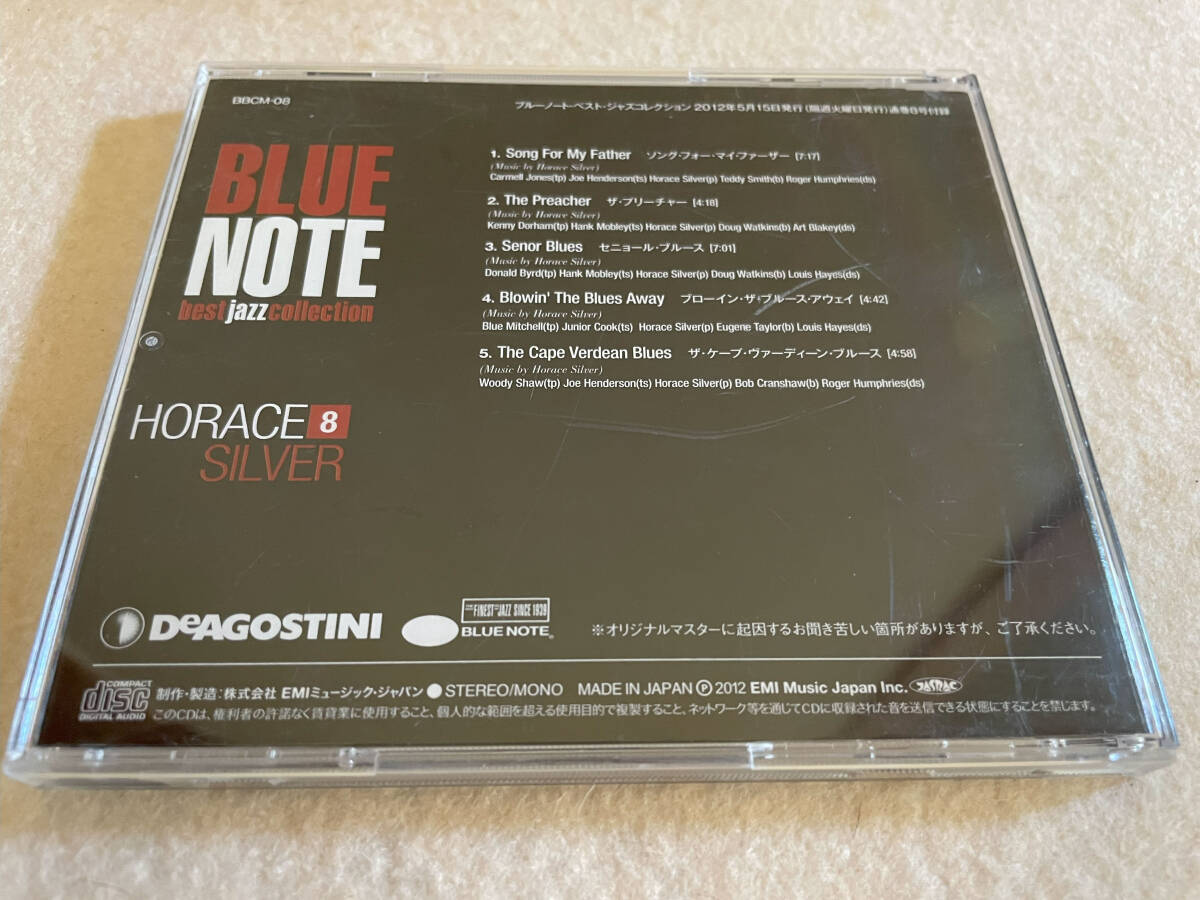 BBCM-08
ブルーノート・ベスト・ジャズコレクション 2012年5月15日発行(隔週火曜日発行)通巻8号付録
BLUE
NOTE
best jazz collection
HORACE 8
SILVER
1. Song For My Father ソング・フォー・マイ・ファーザー [7:17]
(Music by Horace Silver)
Carmell Jones(tp) Joe Henderson(ts) Horace Silver(p) Teddy Smith(b) Roger Humphries(ds)
2. The Preacher ザ・プリーチャー [4:18]
(Music by Horace Silver)
Kenny Dorham(tp) Hank Mobley(ts) Horace Silver(p) Doug Watkins(b) Art Blakey(ds)
3. Senor Blues セニョール・ブルース [7:01]
(Music by Horace Silver)
Donald Byrd(tp) Hank Mobley(ts) Horace Silver(p) Doug Watkins(b) Louis Hayes(ds)
4. Blowin' The Blues Away ブローイン・ザ・ブルース・アウェイ [4:42]
(Music by Horace Silver)
Blue Mitchell(tp) Junior Cook(ts) Horace Silver(p) Eugene Taylor(b) Louis Hayes(ds)
5. The Cape Verdean Blues ザ・ケープ・ヴァーディーン・ブルース [4:58]
(Music by Horace Silver)
Woody Shaw(tp) Joe Henderson(ts) Horace Silver(p) Bob Cranshaw(b) Roger Humphries(ds)
DeAGOSTINI
FINEST JAZZ SINCE 1939
BLUE NOTE®
※オリジナルマスターに起因するお聞き苦しい箇所がありますが、ご了承ください。
COMPACT
disc
DIGITAL AUDIO
制作・製造:株式会社 EMIミュージック・ジャパン ●STEREO/MONO MADE IN JAPAN Ⓟ2012 EMI Music Japan Inc. JASRAC
このCDは、権利者の許諾なく賃貸業に使用すること、個人的な範囲を超える使用目的で複製すること、ネットワーク等を通じてCDに収録された音を送信できる状態にすることを禁じます。